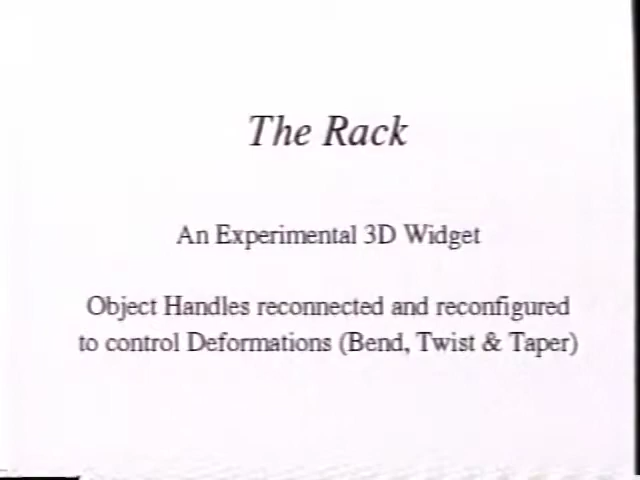 The Rack
An Experimental 3D Widget
Object Handles reconnected and reconfigured
to control Deformations (Bend, Twist & Taper)